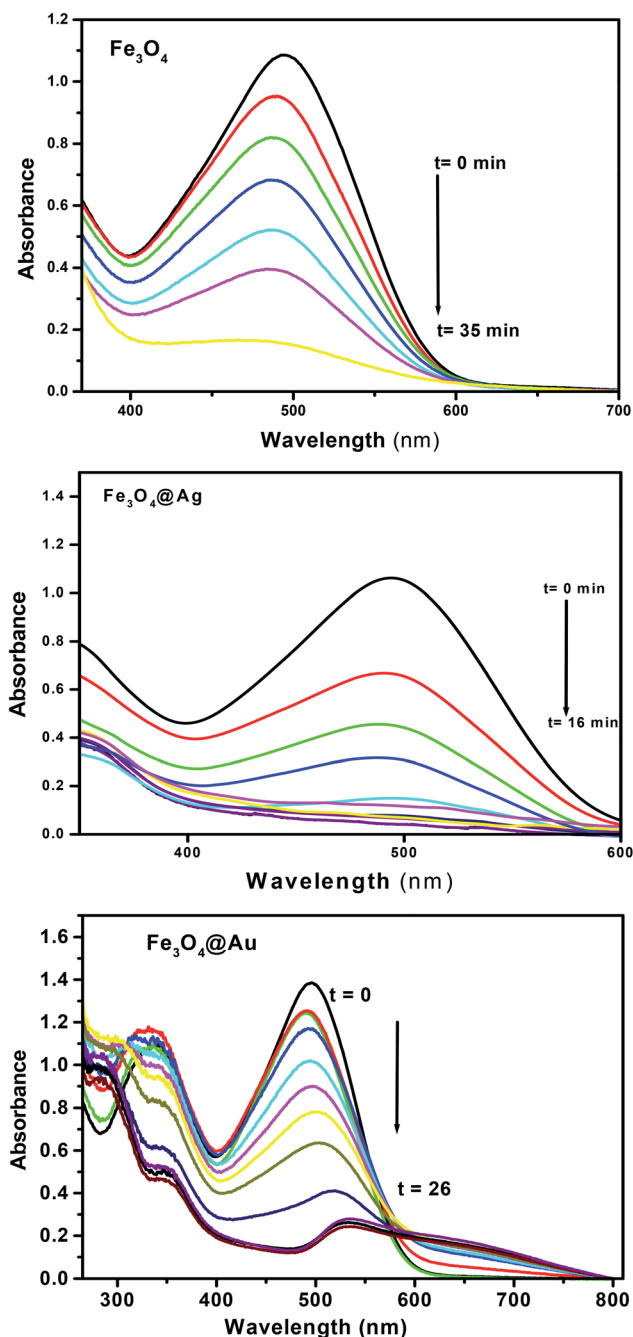 Fe₃O₄
1.2
1.0
0.8
0.6
0.4
0.2
0.0
Absorbance
t= 0 min
t= 35 min
400
500
600
700
Wavelength (nm)
Fe₃O₄@Ag
1.4
1.2
1.0
0.8
0.6
0.4
0.2
0.0
Absorbance
t= 0 min
t= 16 min
400
500
600
Wavelength (nm)
Fe₃O₄@Au
1.6
1.4
1.2
1.0
0.8
0.6
0.4
0.2
0.0
Absorbance
t = 0
t = 26
300
400
500
600
700
800
Wavelength (nm)